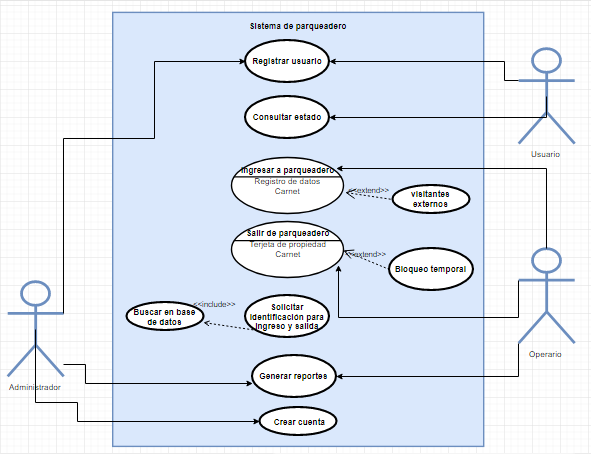 Sistema de parqueadero
Registrar usuario
Consultar estado
Usuario
Ingresar a parqueadero
Registro de datos
Carnet
<<extend>>
visitantes
externos
Salir de parqueadero
Terjeta de propiedad
Carnet
<<extend>>
Bloqueo temporal
<<include>>
Buscar en base
de datos
Solicitar
identificación para
ingreso y salida
Operario
Generar reportes
Administrador
Crear cuenta